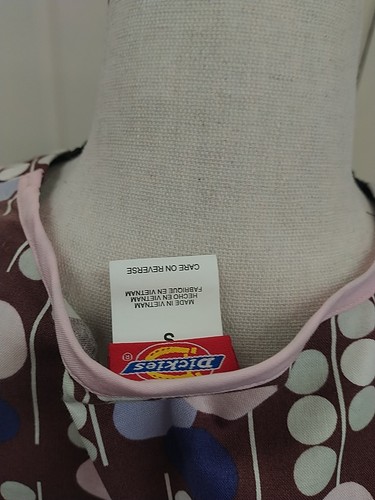 Dickies
®
S
MADE IN VIETNAM
HECHO EN VIETNAM
FABRIQUE EN VIETNAM
CARE ON REVERSE